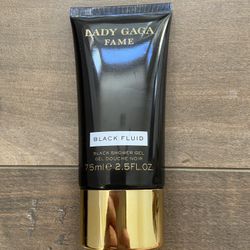 LADY GAGA
FAME
BLACK FLUID
BLACK SHOWER GEL
GEL DOUCHE NOIR
75ml e 2.5FL.OZ.